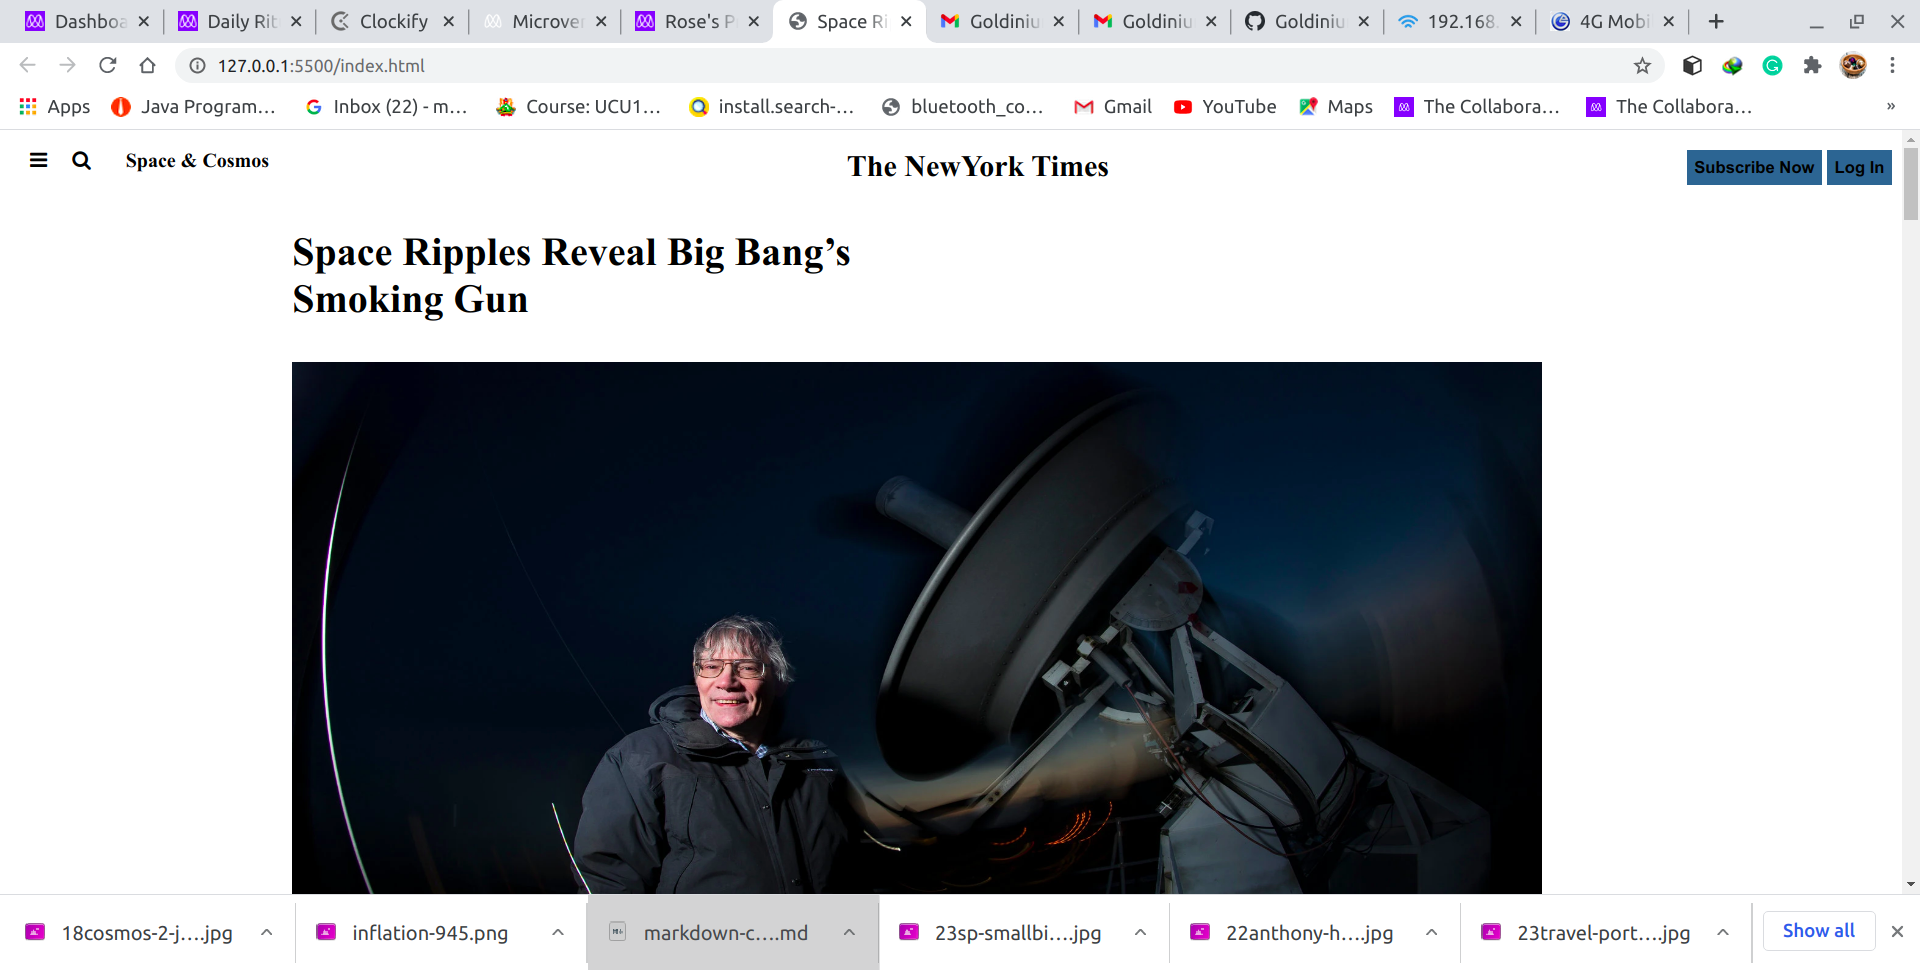 Dashboa
Daily Rit
Clockify
Microver
Rose's P
Space Ri
Goldiniu
Goldiniu
Goldiniu
192.168.
4G Mobi
127.0.0.1:5500/index.html
Apps
Java Program...
Inbox (22) - m...
Course: UCU1...
install.search-...
bluetooth_co...
Gmail
YouTube
Maps
The Collabora...
The Collabora...
»
Space & Cosmos
The NewYork Times
Subscribe Now
Log In
Space Ripples Reveal Big Bang’s
Smoking Gun
18cosmos-2-j....jpg
inflation-945.png
markdown-c....md
23sp-smallbi....jpg
22anthony-h....jpg
23travel-port....jpg
Show all